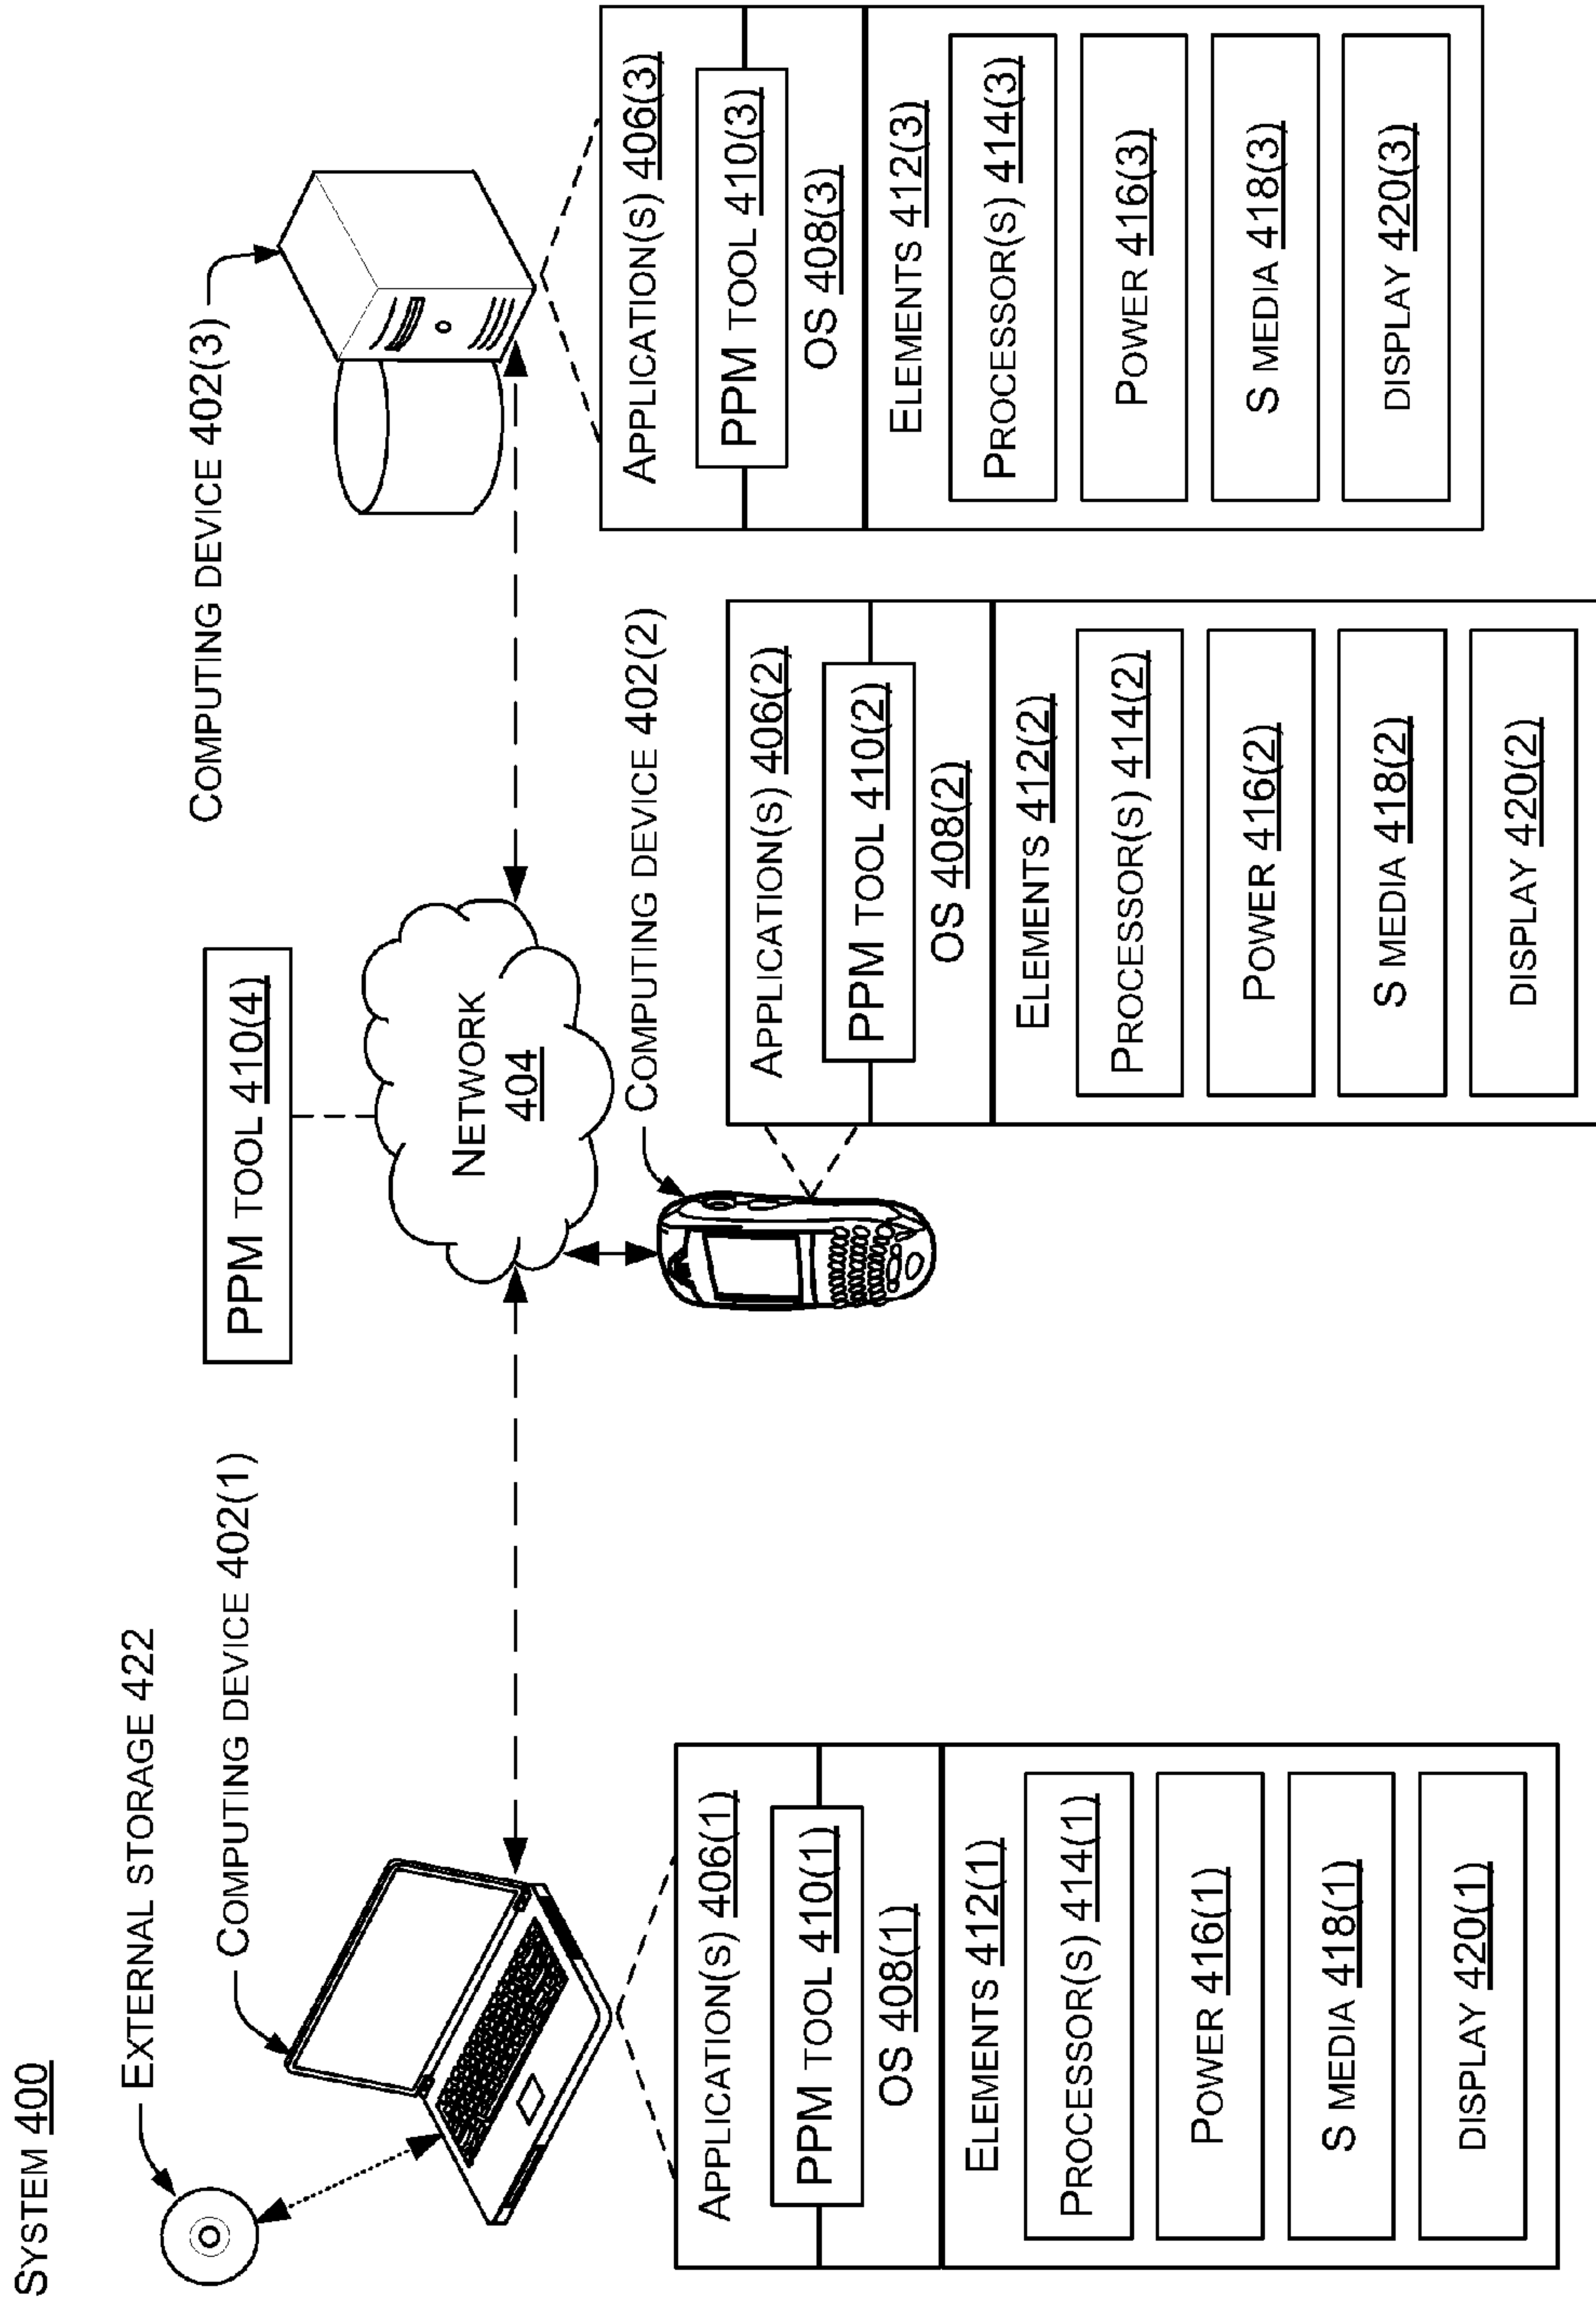 SYSTEM 400
EXTERNAL STORAGE 422
COMPUTING DEVICE 402(1)
PPM TOOL 410(4)
COMPUTING DEVICE 402(3)
NETWORK
404
COMPUTING DEVICE 402(2)
APPLICATION(S) 406(1)
PPM TOOL 410(1)
OS 408(1)
ELEMENTS 412(1)
PROCESSOR(S) 414(1)
POWER 416(1)
S MEDIA 418(1)
DISPLAY 420(1)
APPLICATION(S) 406(2)
PPM TOOL 410(2)
OS 408(2)
ELEMENTS 412(2)
PROCESSOR(S) 414(2)
POWER 416(2)
S MEDIA 418(2)
DISPLAY 420(2)
APPLICATION(S) 406(3)
PPM TOOL 410(3)
OS 408(3)
ELEMENTS 412(3)
PROCESSOR(S) 414(3)
POWER 416(3)
S MEDIA 418(3)
DISPLAY 420(3)